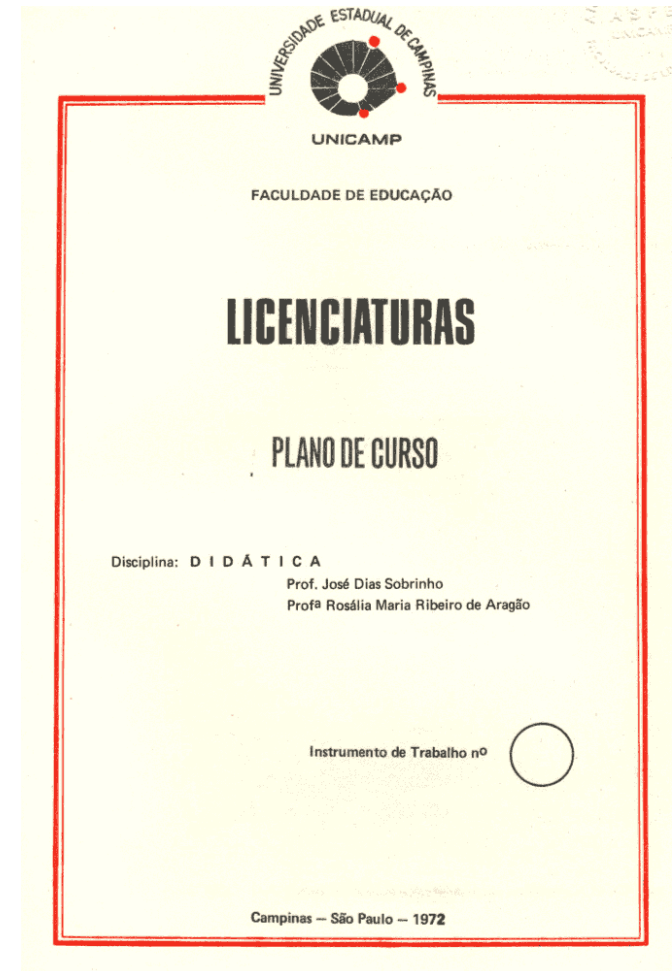 UNIVERSIDADE ESTADUAL DE CAMPINAS
UNICAMP
FACULDADE DE EDUCAÇÃO
LICENCIATURAS
PLANO DE CURSO
Disciplina: D I D Á T I C A
Prof. José Dias Sobrinho
Profª Rosália Maria Ribeiro de Aragão
Instrumento de Trabalho nº
Campinas — São Paulo — 1972